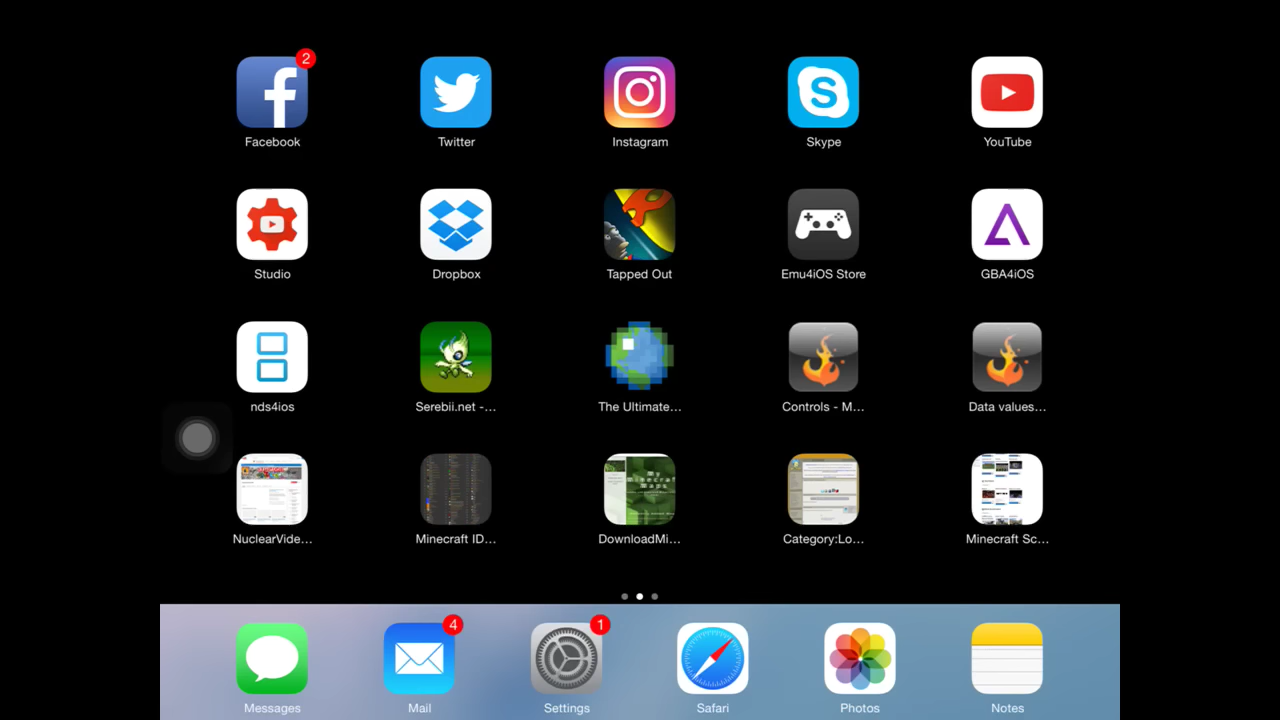 2
Facebook Twitter Instagram Skype YouTube
Studio Dropbox Tapped Out Emu4iOS Store GBA4iOS
nds4ios Serebii.net -... The Ultimate... Controls - M... Data values...
NuclearVide... Minecraft ID... DownloadMi... Category:Lo... Minecraft Sc...
4 1
Messages Mail Settings Safari Photos Notes